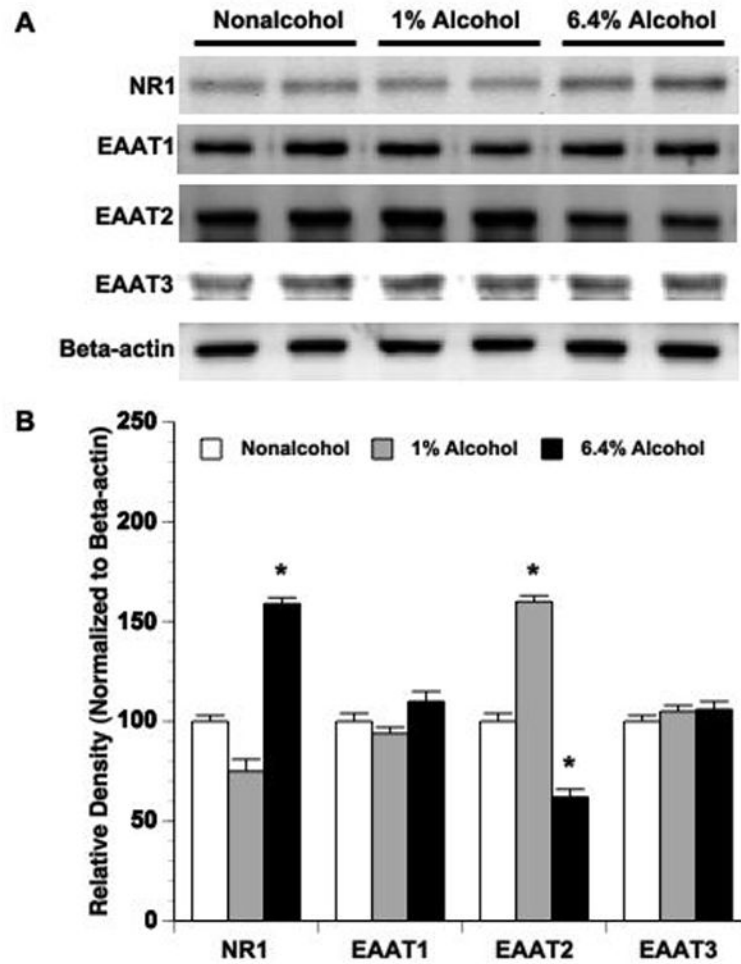 A
Nonalcohol 1% Alcohol 6.4% Alcohol
NR1
EAAT1
EAAT2
EAAT3
Beta-actin
B
Relative Density (Normalized to Beta-actin)
250
200
150
100
50
0
Nonalcohol 1% Alcohol 6.4% Alcohol
*
*
*
NR1 EAAT1 EAAT2 EAAT3